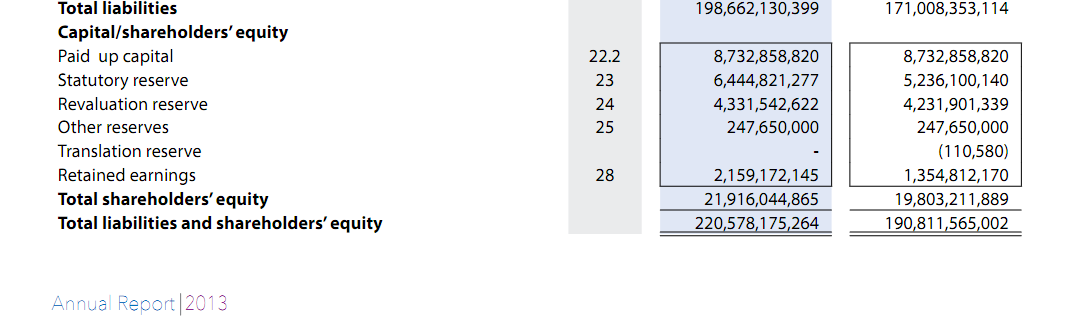 Total liabilities 198,662,130,399 171,008,353,114
Capital/shareholders' equity
Paid up capital 22.2 8,732,858,820 8,732,858,820
Statutory reserve 23 6,444,821,277 5,236,100,140
Revaluation reserve 24 4,331,542,622 4,231,901,339
Other reserves 25 247,650,000 247,650,000
Translation reserve - (110,580)
Retained earnings 28 2,159,172,145 1,354,812,170
Total shareholders' equity 21,916,044,865 19,803,211,889
Total liabilities and shareholders' equity 220,578,175,264 190,811,565,002
Annual Report|2013